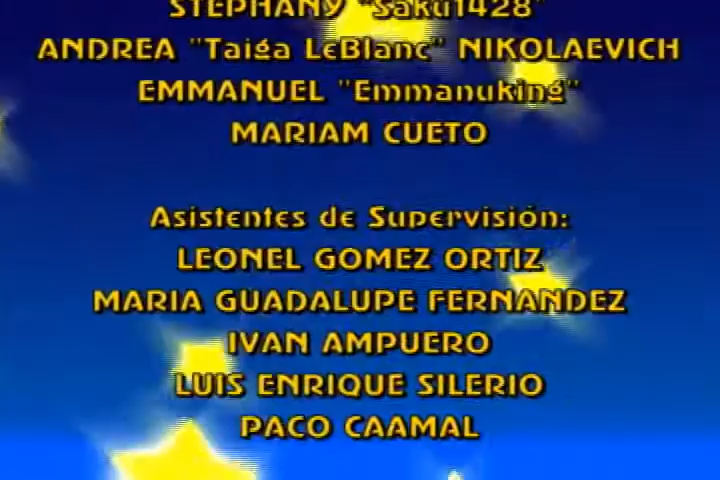 STEPHANY "Saku1428"
ANDREA "Taiga LeBlanc" NIKOLAEVICH
EMMANUEL "Emmanuking"
MARIAM CUETO
Asistentes de Supervisión:
LEONEL GOMEZ ORTIZ
MARIA GUADALUPE FERNANDEZ
IVAN AMPUERO
LUIS ENRIQUE SILERIO
PACO CAAMAL